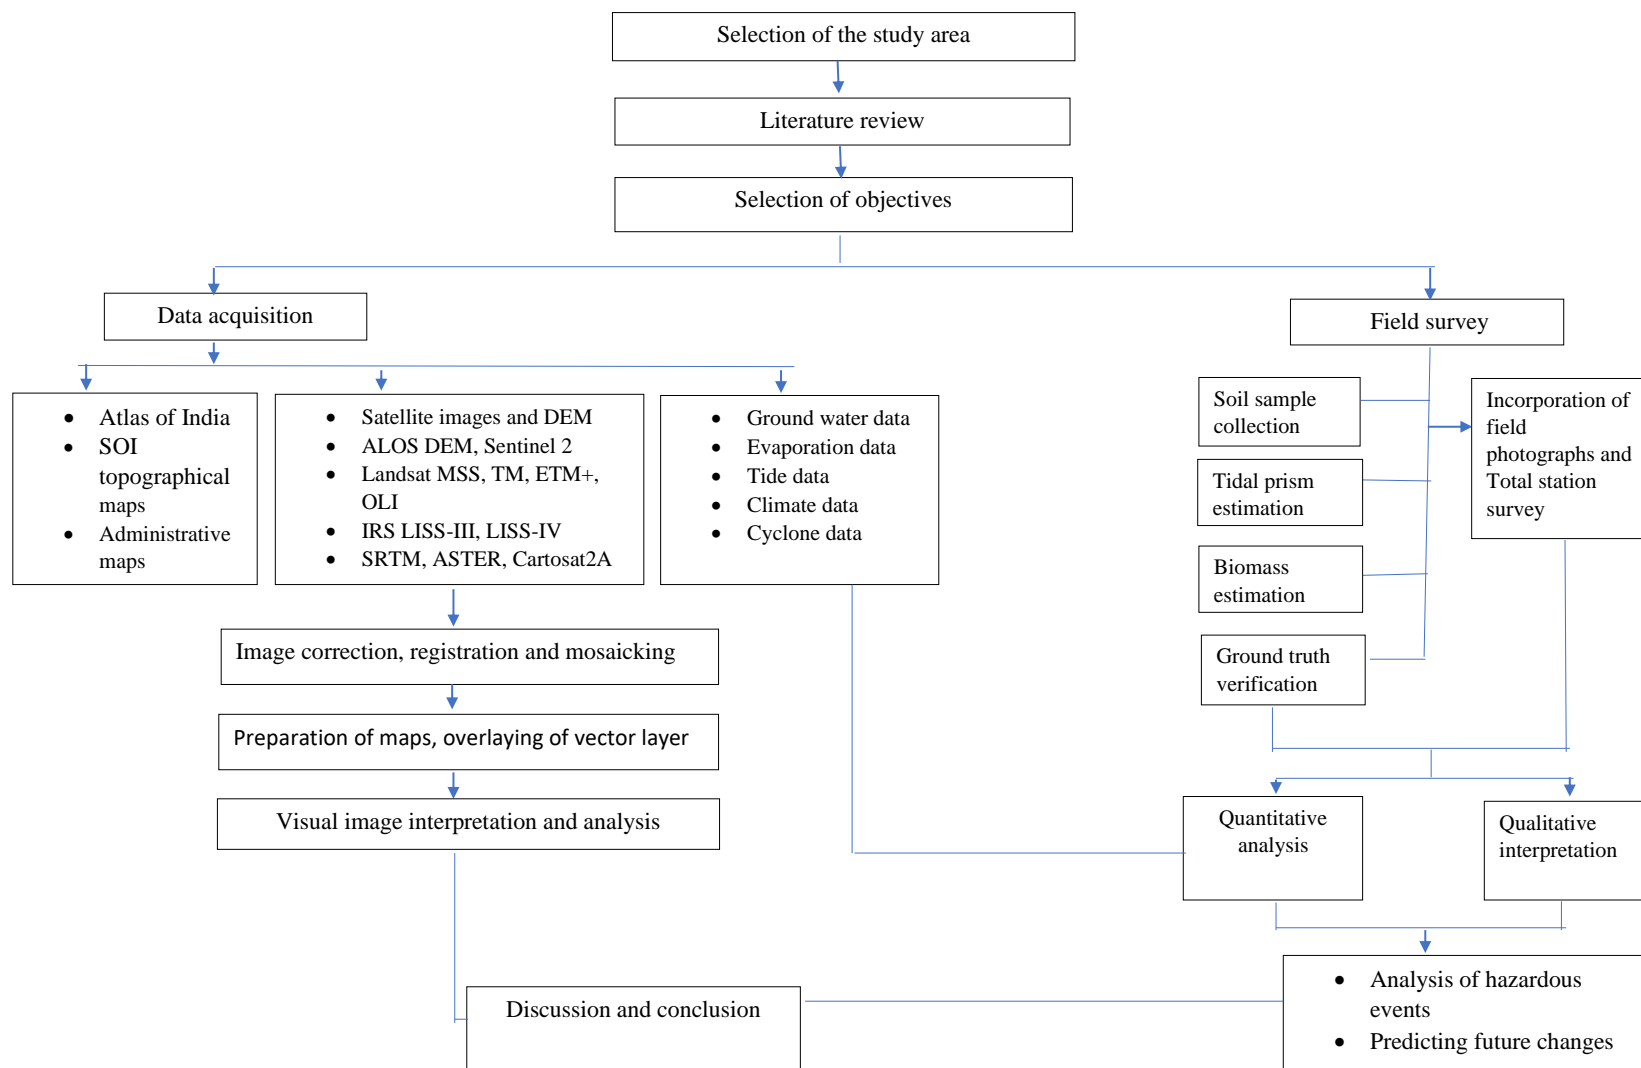 Selection of the study area
Literature review
Selection of objectives
Data acquisition
Field survey
• Atlas of India
• SOI
topographical
maps
• Administrative
maps
• Satellite images and DEM
• ALOS DEM, Sentinel 2
• Landsat MSS, TM, ETM+,
OLI
• IRS LISS-III, LISS-IV
• SRTM, ASTER, Cartosat2A
• Ground water data
• Evaporation data
• Tide data
• Climate data
• Cyclone data
Soil sample
collection
Tidal prism
estimation
Biomass
estimation
Ground truth
verification
Incorporation of
field
photographs and
Total station
survey
Image correction, registration and mosaicking
Preparation of maps, overlaying of vector layer
Visual image interpretation and analysis
Quantitative
analysis
Qualitative
interpretation
Discussion and conclusion
• Analysis of hazardous
events
• Predicting future changes